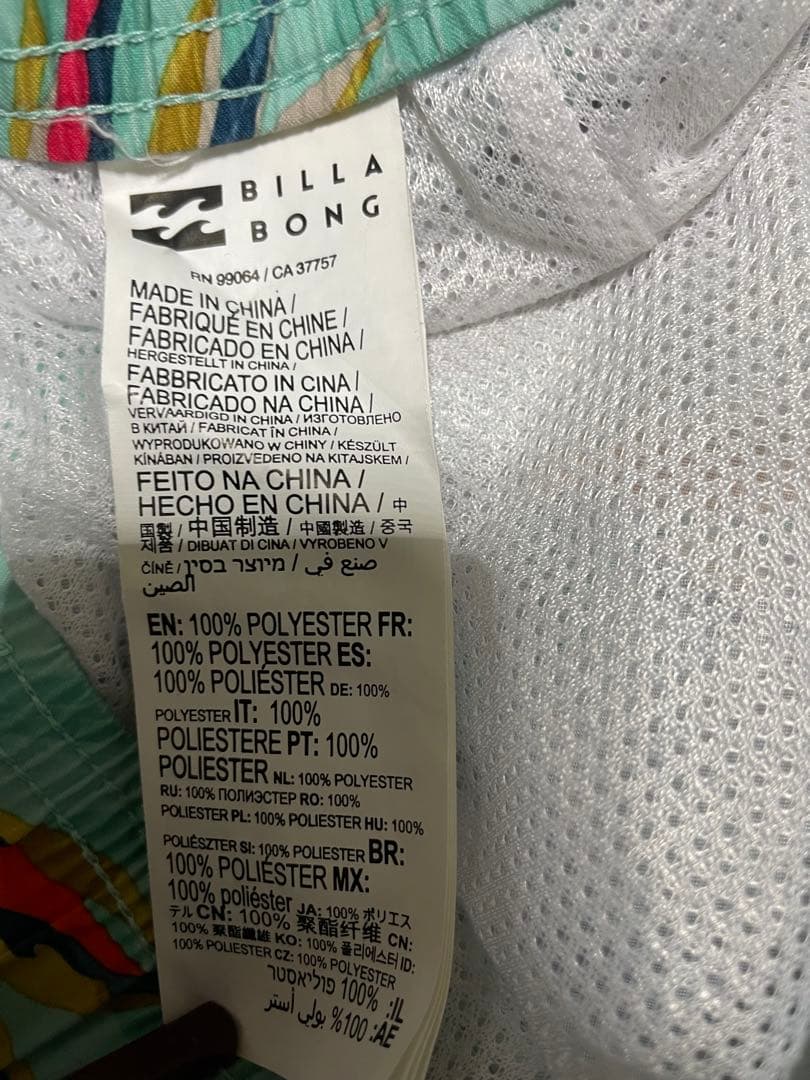 BILLA
BONG
RN 99064 / CA 37757
MADE IN CHINA /
FABRIQUÉ EN CHINE /
FABRICADO EN CHINA /
HERGESTELLT IN CHINA /
FABBRICATO IN CINA /
FABRICADO NA CHINA /
VERVAARDIGD IN CHINA / ИЗГОТОВЛЕНО
В КИТАЙ / FABRICAT ÎN CHINA /
WYPRODUKOWANO W CHINY / KÉSZÜLT
KÍNÁBAN / PROIZVEDENO NA KITAJSKEM /
FEITO NA CHINA /
HECHO EN CHINA / 中
国製 / 中国制造 / 中國製造 / 중국
제품 / DIBUAT DI CINA / VYROBENO V
ČÍNĚ / מיוצר בסין / صنع في
الصين
EN: 100% POLYESTER FR:
100% POLYESTER ES:
100% POLIÉSTER DE: 100%
POLYESTER IT: 100%
POLIESTERE PT: 100%
POLIESTER NL: 100% POLYESTER
RU: 100% ПОЛИЭСТЕР RO: 100%
POLIESTER PL: 100% POLIESTER HU: 100%
POLIÉSZTER SI: 100% POLIESTER BR:
100% POLIÉSTER MX:
100% poliéster JA: 100% ポリエス
テル CN: 100% 聚酯纤维 CN:
100% 聚酯纖維 KO: 100% 폴리에스터 ID:
100% POLIESTER CZ: 100% POLYESTER
IL: 100% פוליאסטר
AE: 100% بولي أستر